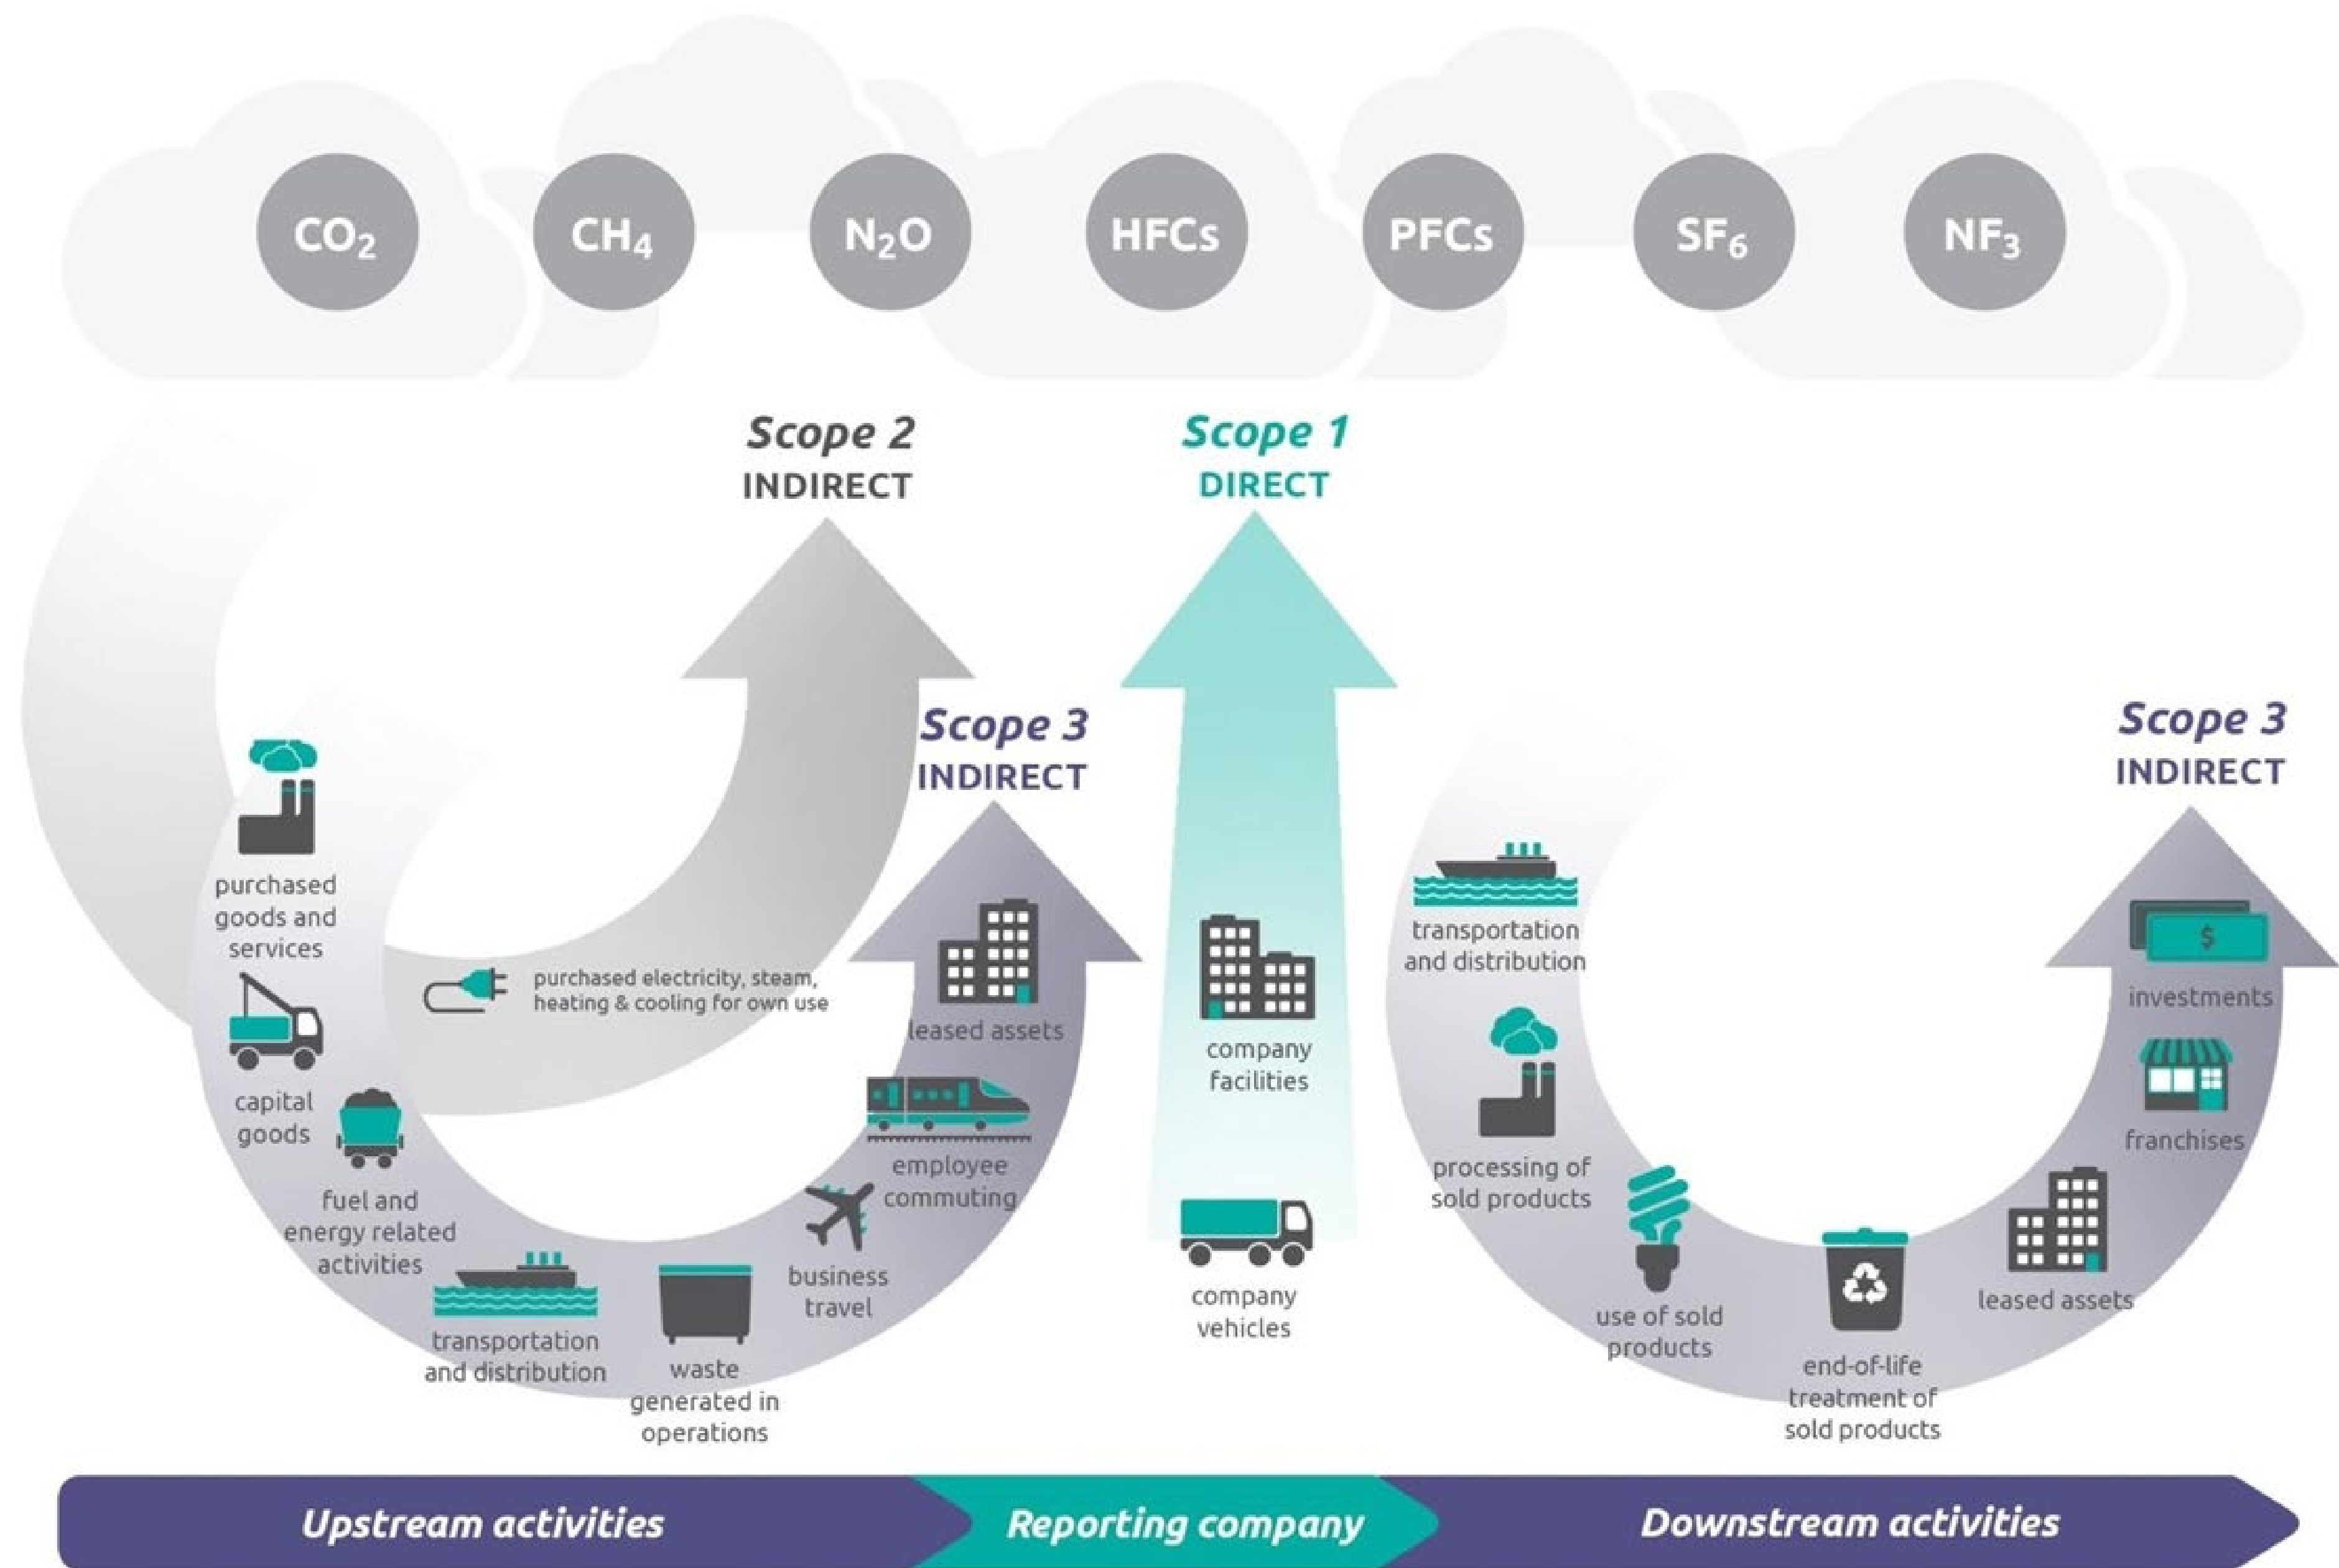 CO₂
CH₄
N₂O
HFCs
PFCs
SF₆
NF₃
Scope 2
INDIRECT
Scope 1
DIRECT
Scope 3
INDIRECT
Scope 3
INDIRECT
purchased
goods and
services
capital
goods
fuel and
energy related
activities
transportation
and distribution
waste
generated in
operations
business
travel
employee
commuting
leased assets
purchased electricity, steam,
heating & cooling for own use
company
facilities
company
vehicles
transportation
and distribution
processing of
sold products
use of sold
products
end-of-life
treatment of
sold products
leased assets
franchises
$
investments
Upstream activities
Reporting company
Downstream activities